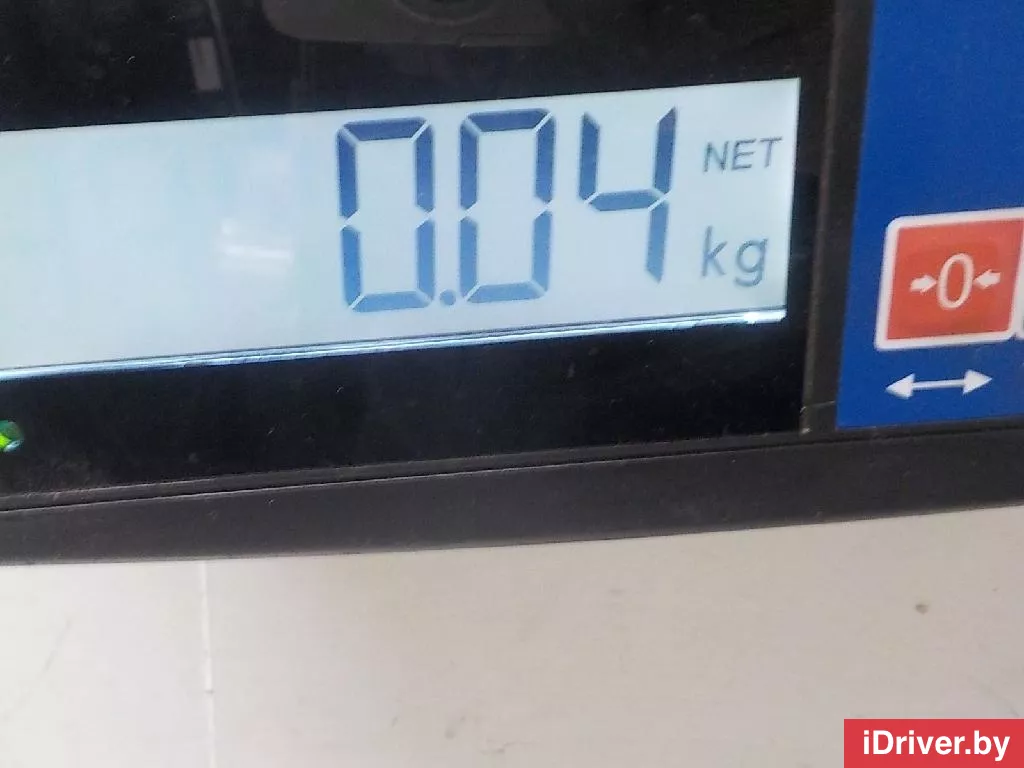 0.04 NET
kg
→0←
iDriver.by